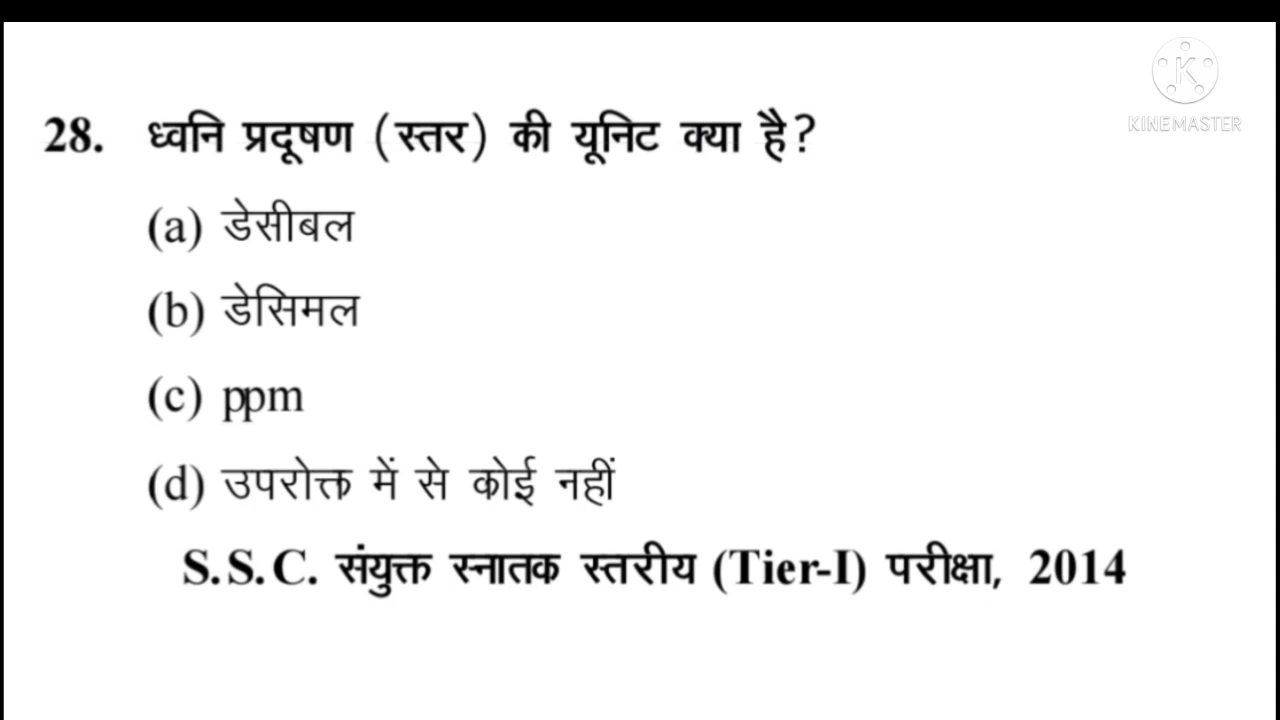 28. ध्वनि प्रदूषण (स्तर) की यूनिट क्या है?
(a) डेसीबल
(b) डेसिमल
(c) ppm
(d) उपरोक्त में से कोई नहीं
S.S.C. संयुक्त स्नातक स्तरीय (Tier-I) परीक्षा, 2014
K
KINEMASTER